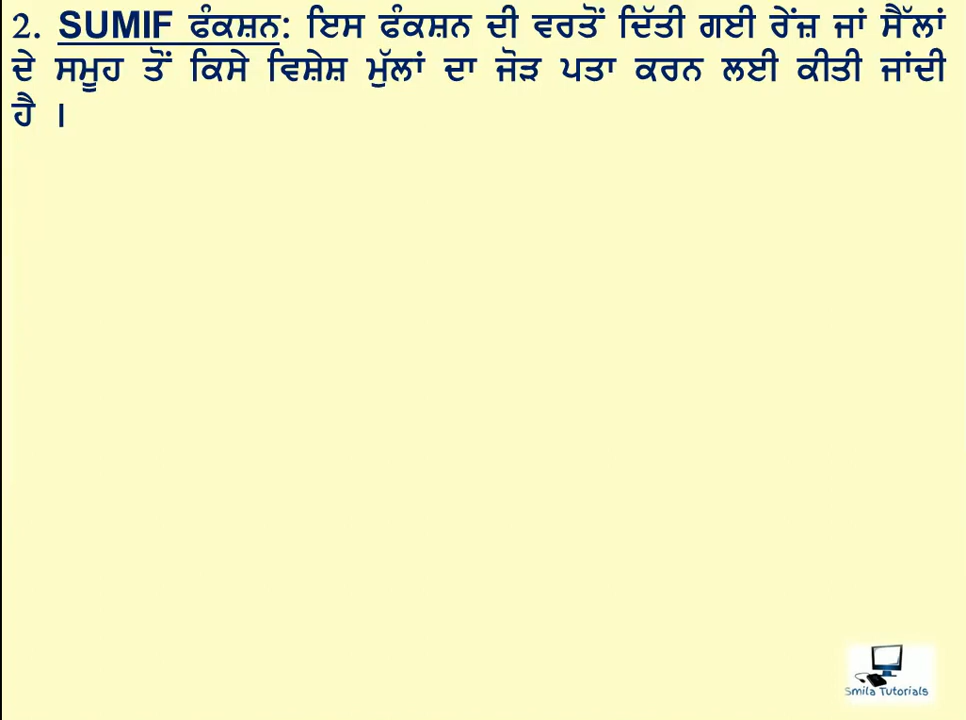 2. SUMIF ਫੰਕਸ਼ਨ: ਇਸ ਫੰਕਸ਼ਨ ਦੀ ਵਰਤੋਂ ਦਿੱਤੀ ਗਈ ਰੇਂਜ਼ ਜਾਂ ਸੈੱਲਾਂ
ਦੇ ਸਮੂਹ ਤੋਂ ਕਿਸੇ ਵਿਸ਼ੇਸ਼ ਮੁੱਲਾਂ ਦਾ ਜੋੜ ਪਤਾ ਕਰਨ ਲਈ ਕੀਤੀ ਜਾਂਦੀ
ਹੈ ।
Smila Tutorials